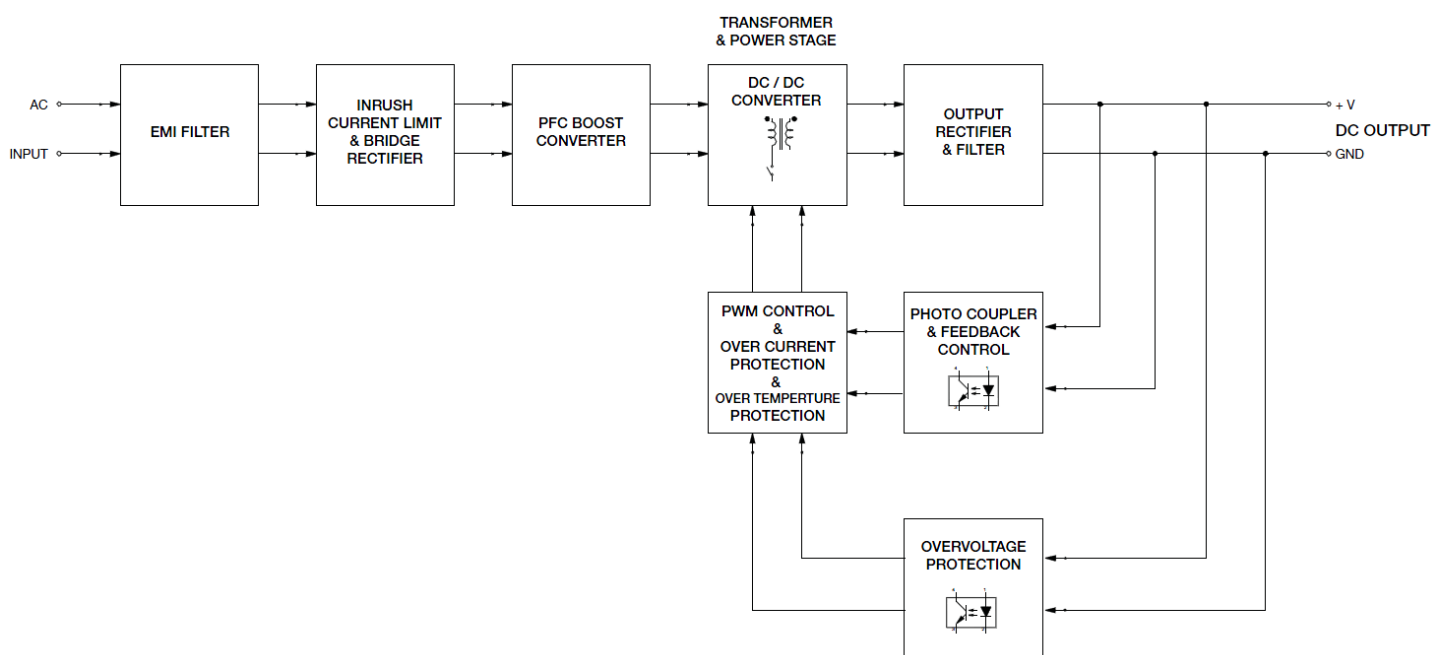 TRANSFORMER
& POWER STAGE
AC
INPUT
EMI FILTER
INRUSH
CURRENT LIMIT
& BRIDGE
RECTIFIER
PFC BOOST
CONVERTER
DC / DC
CONVERTER
OUTPUT
RECTIFIER
& FILTER
+ V
DC OUTPUT
GND
PWM CONTROL
&
OVER CURRENT
PROTECTION
&
OVER TEMPERTURE
PROTECTION
PHOTO COUPLER
& FEEDBACK
CONTROL
OVERVOLTAGE
PROTECTION